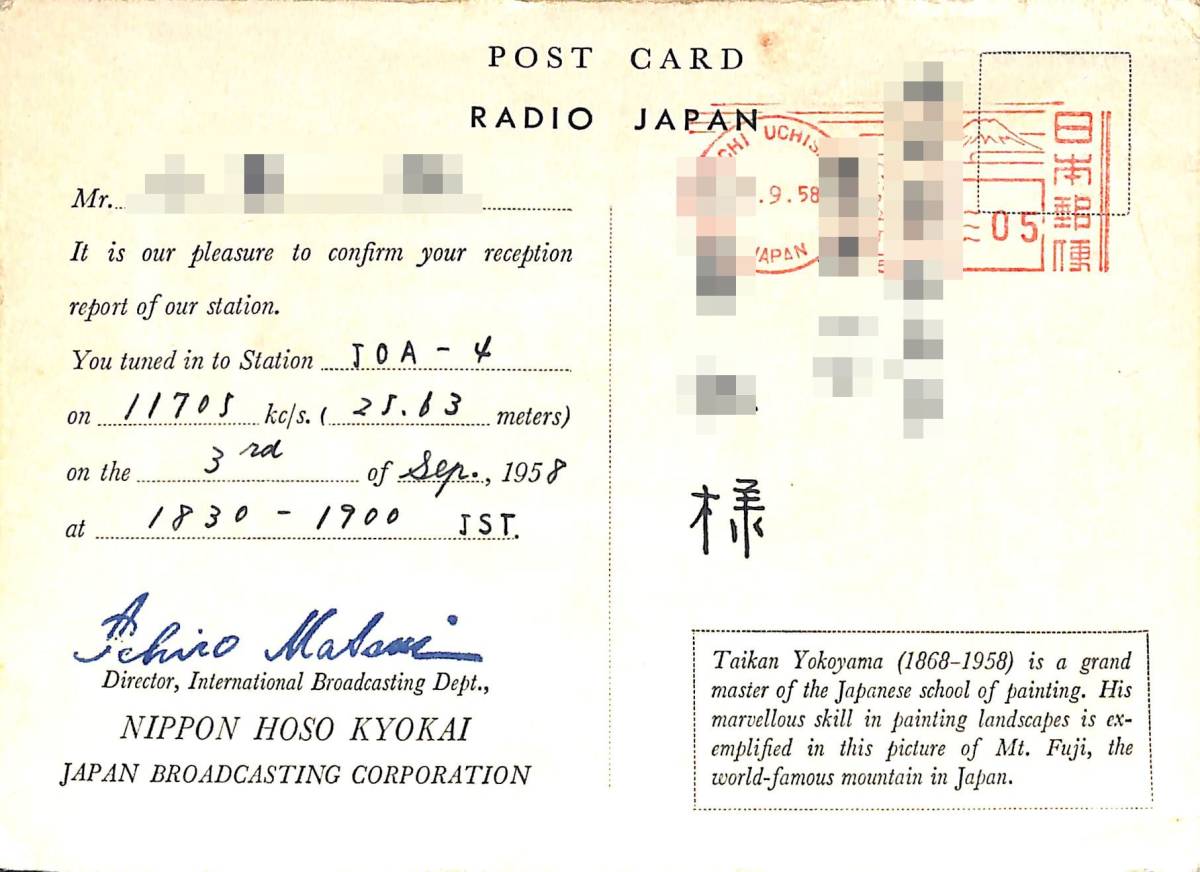 POST CARD
RADIO JAPAN
Mr.
It is our pleasure to confirm your reception
report of our station.
You tuned in to Station JOA - 4
on 11705 kc/s. ( 25.63 meters)
on the 3rd of Sep., 1958
at 1830 - 1900 JST.
Ichiro
Director, International Broadcasting Dept.,
NIPPON HOSO KYOKAI
JAPAN BROADCASTING CORPORATION
.9.58
JAPAN
05
日本郵便
様
Taikan Yokoyama (1868-1958) is a grand
master of the Japanese school of painting. His
marvellous skill in painting landscapes is ex-
emplified in this picture of Mt. Fuji, the
world-famous mountain in Japan.